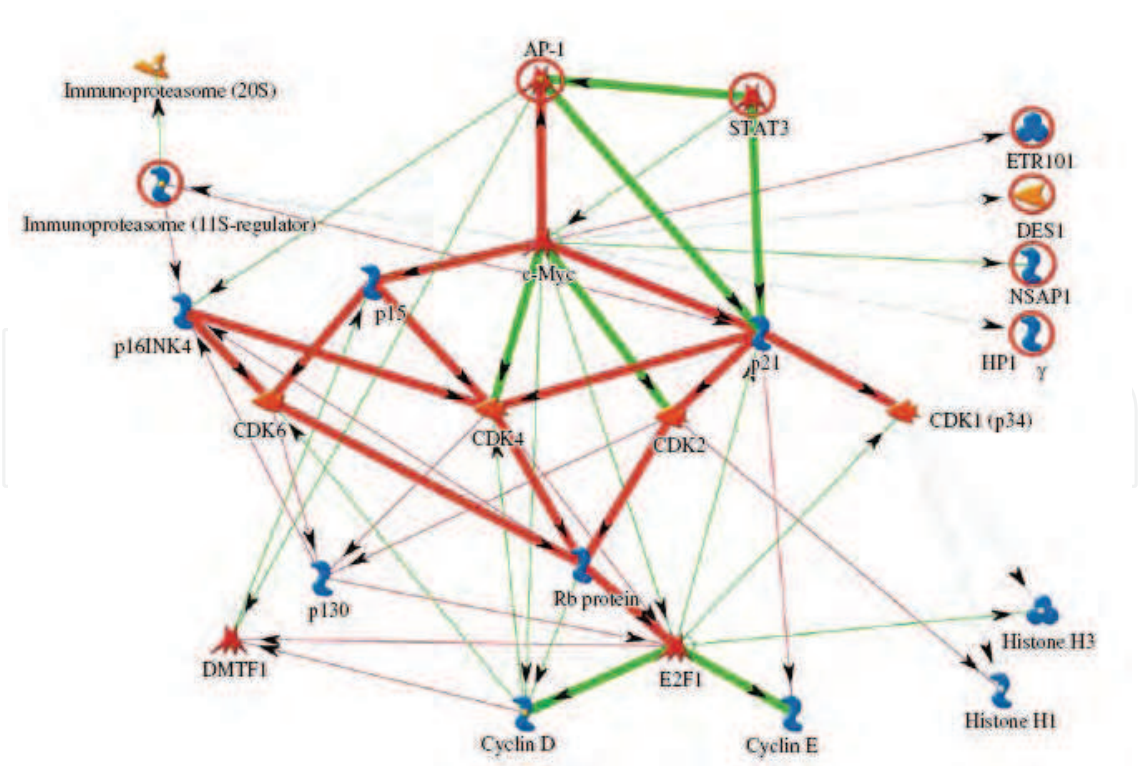 AP-1
Immunoproteasome (20S)
STAT3
ETR101
DES1
Immunoproteasome (11S-regulator)
c-Myc
NSAP1
p15
p16INK4
p21
HP1 γ
CDK6
CDK4
CDK2
CDK1 (p34)
p130
Rb protein
Histone H3
DMTF1
E2F1
Histone H1
Cyclin D
Cyclin E